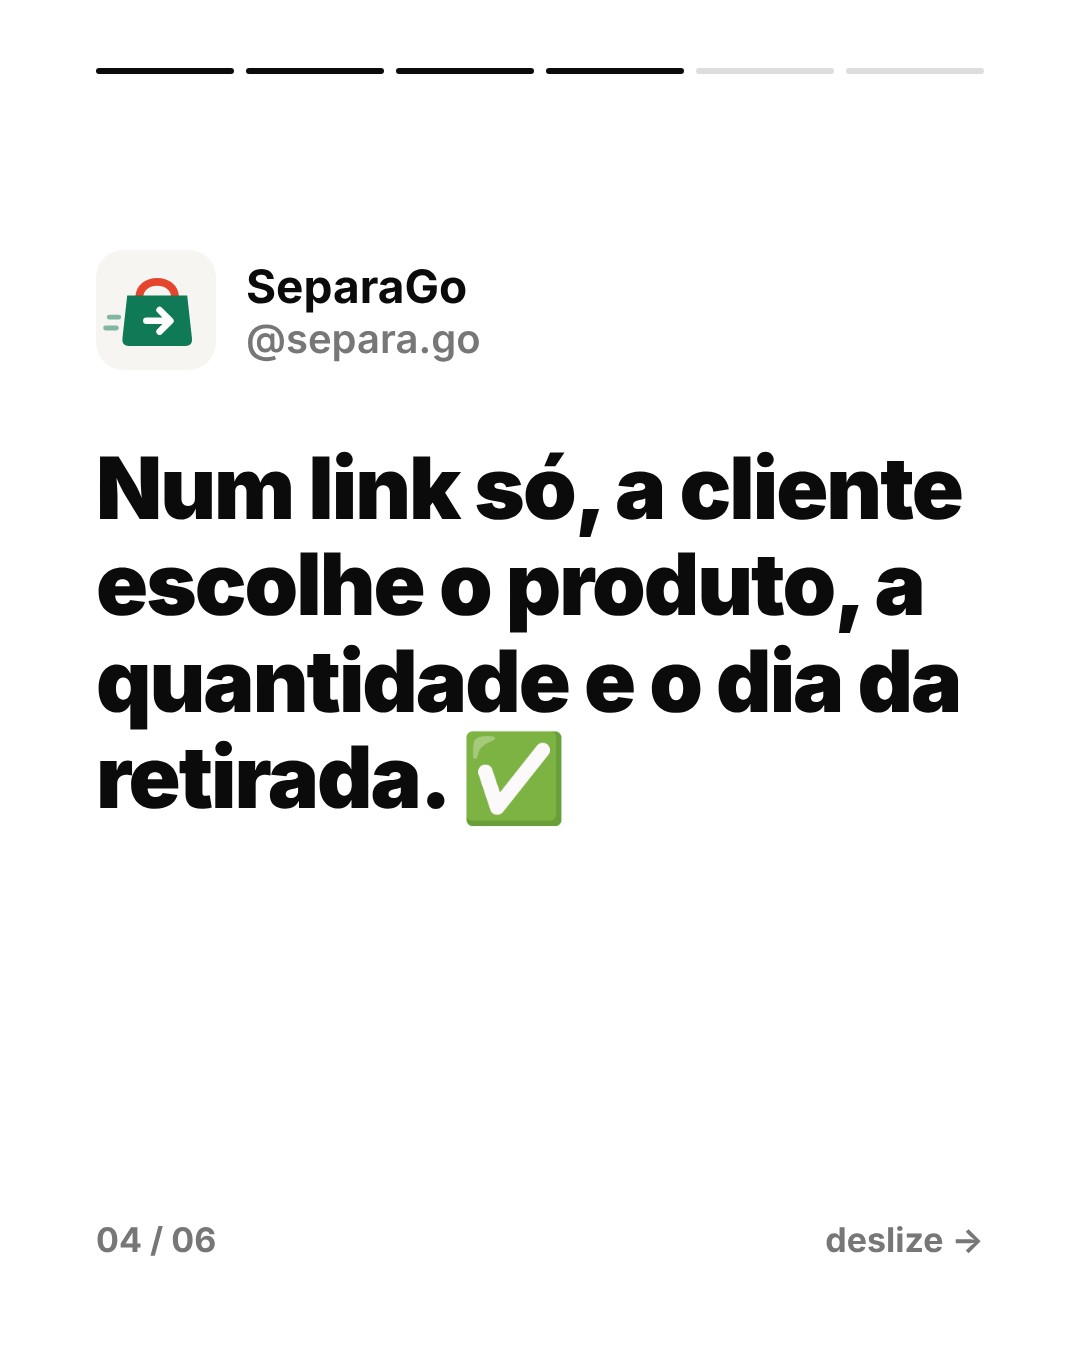 SeparaGo
@separa.go
Num link só, a cliente
escolhe o produto, a
quantidade e o dia da
retirada. ✅
04 / 06
deslize →